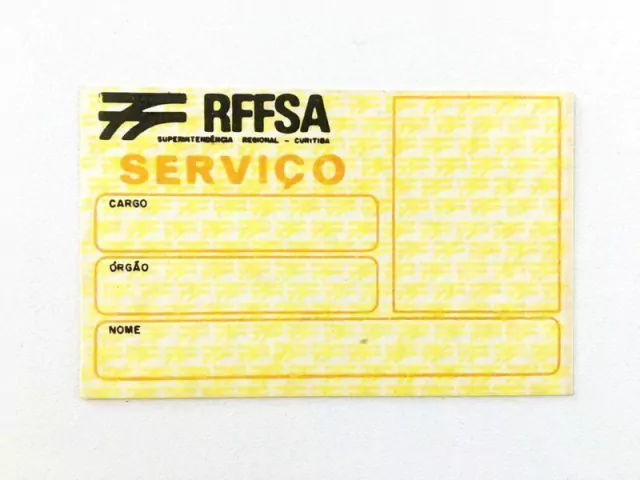 RFFSA
SUPERINTENDÊNCIA REGIONAL - CURITIBA
SERVIÇO
CARGO
ÓRGÃO
NOME